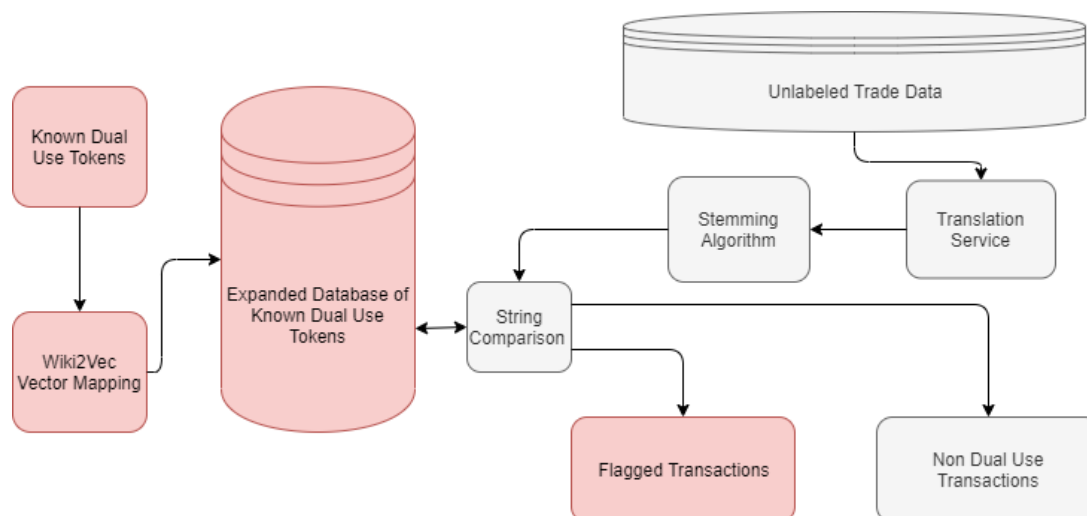 Unlabeled Trade Data
Known Dual
Use Tokens
Stemming
Algorithm
Translation
Service
Expanded Database of
Known Dual Use
Tokens
String
Comparison
Wiki2Vec
Vector Mapping
Flagged Transactions
Non Dual Use
Transactions